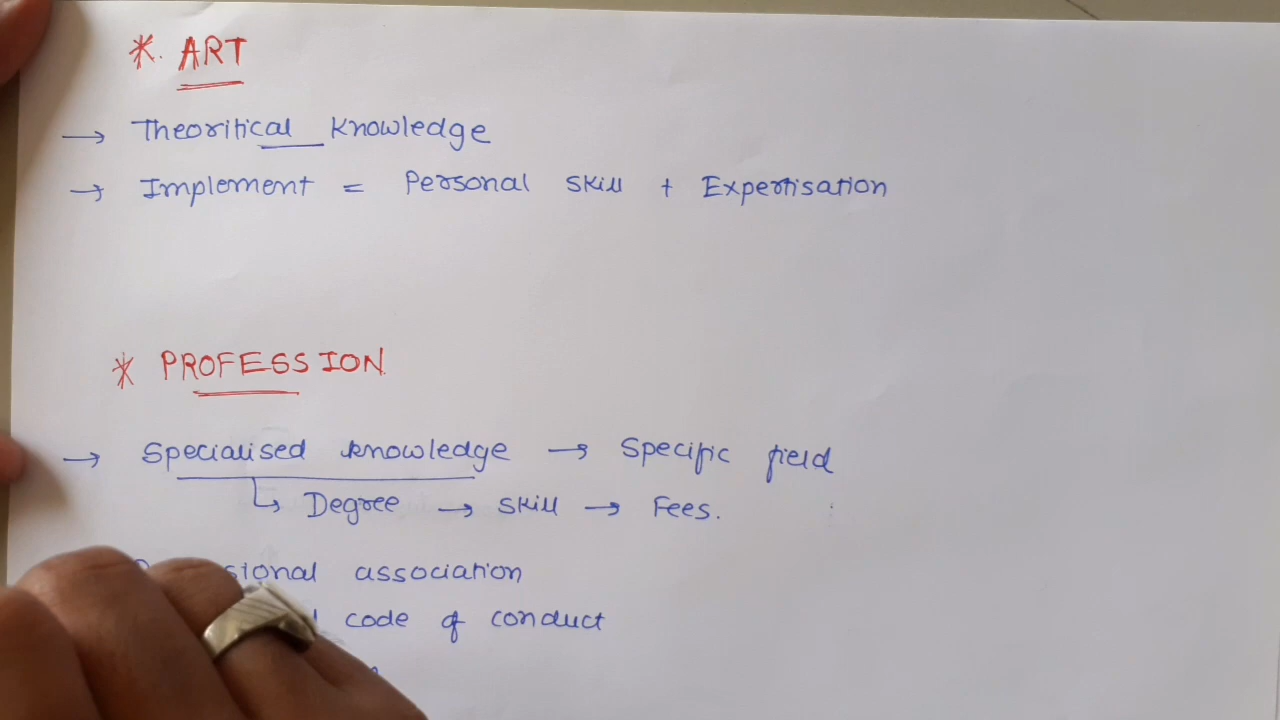 * ART
→ Theoritical Knowledge
→ Implement = Personal Skill + Expertisation
* PROFESSION
→ Specialised knowledge → Specific field
↳ Degree → Skill → Fees.
association
code of conduct